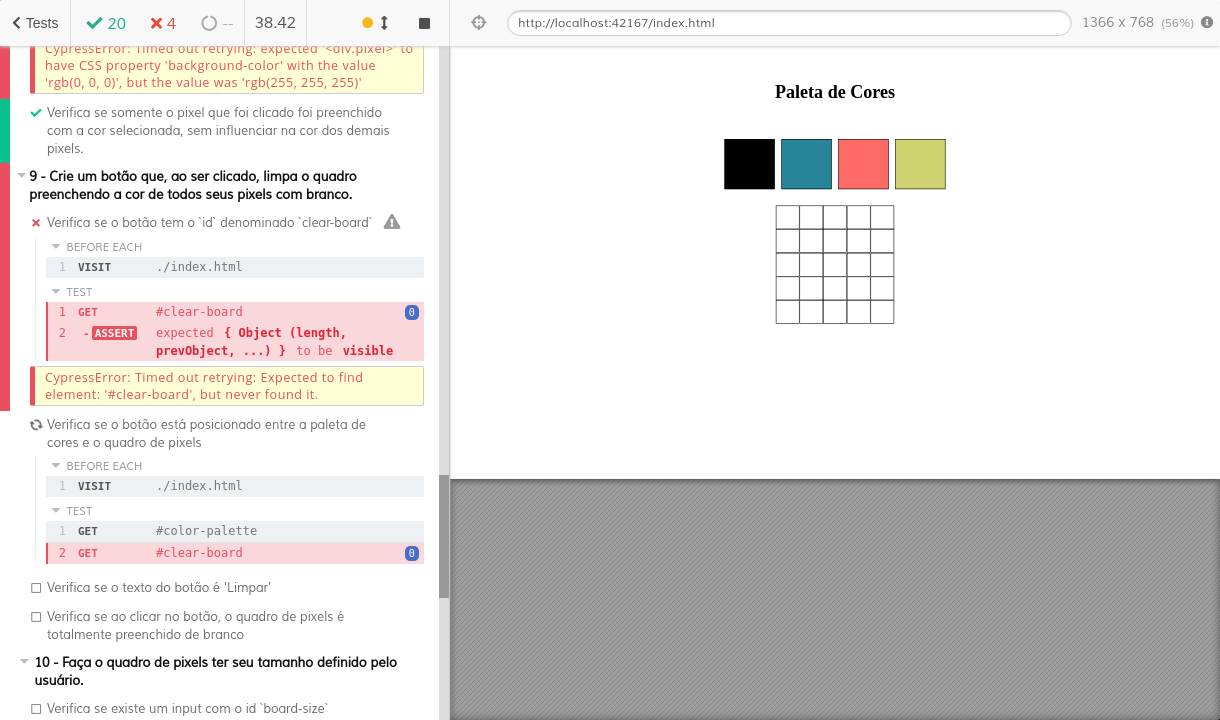 Tests 20 4 -- 38.42 http://localhost:42167/index.html 1366 x 768 (56%)
CypressError: Timed out retrying: expected '<div.pixel>' to
have CSS property 'background-color' with the value
'rgb(0, 0, 0)', but the value was 'rgb(255, 255, 255)'
Verifica se somente o pixel que foi clicado foi preenchido
com a cor selecionada, sem influenciar na cor dos demais
pixels.
9 - Crie um botão que, ao ser clicado, limpa o quadro
preenchendo a cor de todos seus pixels com branco.
Verifica se o botão tem o `id` denominado `clear-board`
BEFORE EACH
1 VISIT ./index.html
TEST
1 GET #clear-board 0
2 - ASSERT expected { Object (length,
prevObject, ...) } to be visible
CypressError: Timed out retrying: Expected to find
element: '#clear-board', but never found it.
Verifica se o botão está posicionado entre a paleta de
cores e o quadro de pixels
BEFORE EACH
1 VISIT ./index.html
TEST
1 GET #color-palette
2 GET #clear-board 0
Verifica se o texto do botão é 'Limpar'
Verifica se ao clicar no botão, o quadro de pixels é
totalmente preenchido de branco
10 - Faça o quadro de pixels ter seu tamanho definido pelo
usuário.
Verifica se existe um input com o id `board-size`
Paleta de Cores